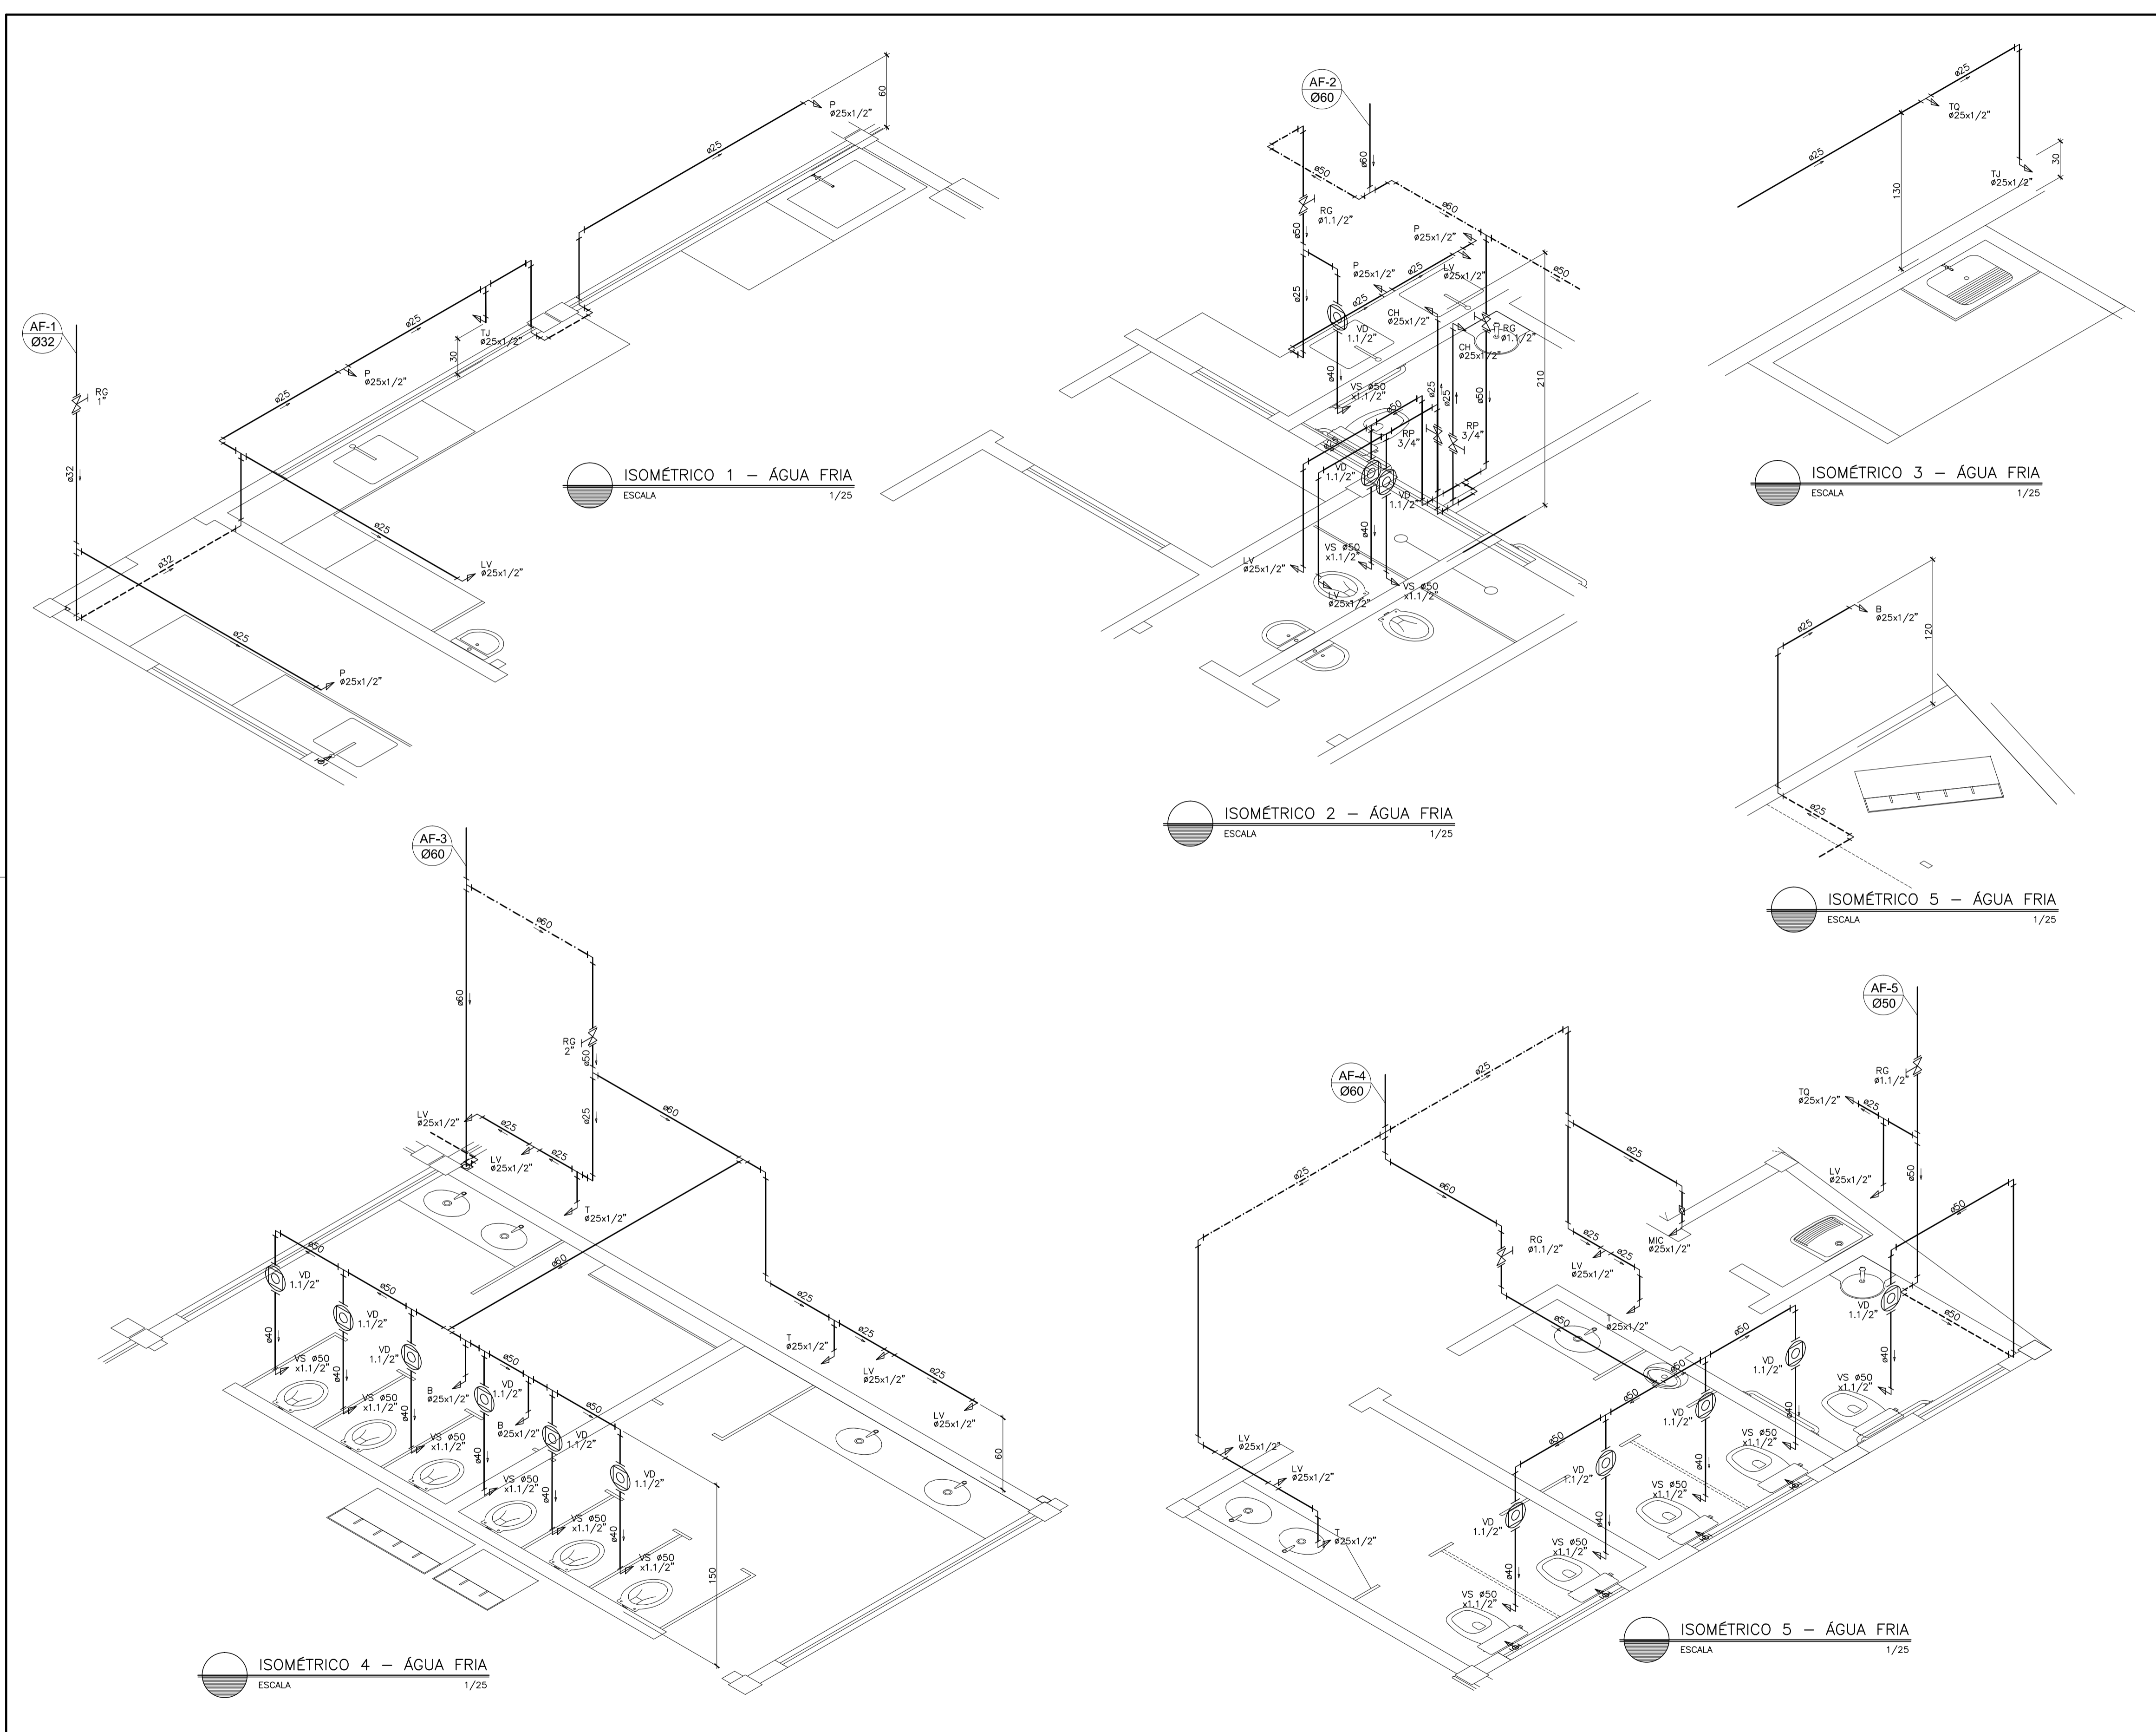 AF-1
Ø32
RG
1"
ø32
ø32
ø25
P
ø25x1/2"
ø25
LV
ø25x1/2"
ø25
P
ø25x1/2"
ø25
TJ
ø25x1/2"
30
ø25
P
ø25x1/2"
60
ISOMÉTRICO 1 – ÁGUA FRIA
ESCALA 1/25
AF-2
Ø60
ø60
ø50
ø60
ø50
RG
ø1.1/2"
ø50
ø25
P
ø25x1/2"
P
ø25x1/2"
LV
ø25x1/2"
ø25
ø25
VD
1.1/2"
ø40
VS ø50
x1.1/2"
CH
ø25x1/2"
CH
ø25x1/2"
RG
ø1.1/2"
ø25
ø25
ø50
210
ø50
ø25
RP
3/4"
RP
3/4"
VD
1.1/2"
VD
1.1/2"
ø40
VS ø50
x1.1/2"
VS ø50
x1.1/2"
LV
ø25x1/2"
LV
ø25x1/2"
ISOMÉTRICO 2 – ÁGUA FRIA
ESCALA 1/25
ø25
ø25
TQ
ø25x1/2"
TJ
ø25x1/2"
30
130
ISOMÉTRICO 3 – ÁGUA FRIA
ESCALA 1/25
ø25
B
ø25x1/2"
120
ø25
ISOMÉTRICO 5 – ÁGUA FRIA
ESCALA 1/25
AF-3
Ø60
ø60
ø60
RG
2"
ø50
ø25
ø60
LV
ø25x1/2"
ø25
LV
ø25x1/2"
ø25
T
ø25x1/2"
ø60
ø50
VD
1.1/2"
VD
1.1/2"
ø50
VD
1.1/2"
ø40
VS ø50
x1.1/2"
ø40
VS ø50
x1.1/2"
ø40
VS ø50
x1.1/2"
B
ø25x1/2"
ø50
VD
1.1/2"
B
ø25x1/2"
ø50
VD
1.1/2"
VD
1.1/2"
ø40
VS ø50
x1.1/2"
ø40
VS ø50
x1.1/2"
ø40
VS ø50
x1.1/2"
ø25
T
ø25x1/2"
ø25
LV
ø25x1/2"
ø25
LV
ø25x1/2"
60
150
ISOMÉTRICO 4 – ÁGUA FRIA
ESCALA 1/25
AF-4
Ø60
ø25
ø25
ø60
RG
ø1.1/2"
ø25
MIC
ø25x1/2"
ø25
ø25
LV
ø25x1/2"
T
ø25x1/2"
AF-5
Ø50
RG
ø1.1/2"
TQ
ø25x1/2"
ø25
LV
ø25x1/2"
ø50
ø50
VD
1.1/2"
ø50
ø40
VS ø50
x1.1/2"
ø50
ø50
ø50
ø50
ø50
VD
1.1/2"
VD
1.1/2"
VD
1.1/2"
VD
1.1/2"
ø40
VS ø50
x1.1/2"
ø40
VS ø50
x1.1/2"
ø40
VS ø50
x1.1/2"
ø40
VS ø50
x1.1/2"
LV
ø25x1/2"
LV
ø25x1/2"
T
ø25x1/2"
ISOMÉTRICO 5 – ÁGUA FRIA
ESCALA 1/25